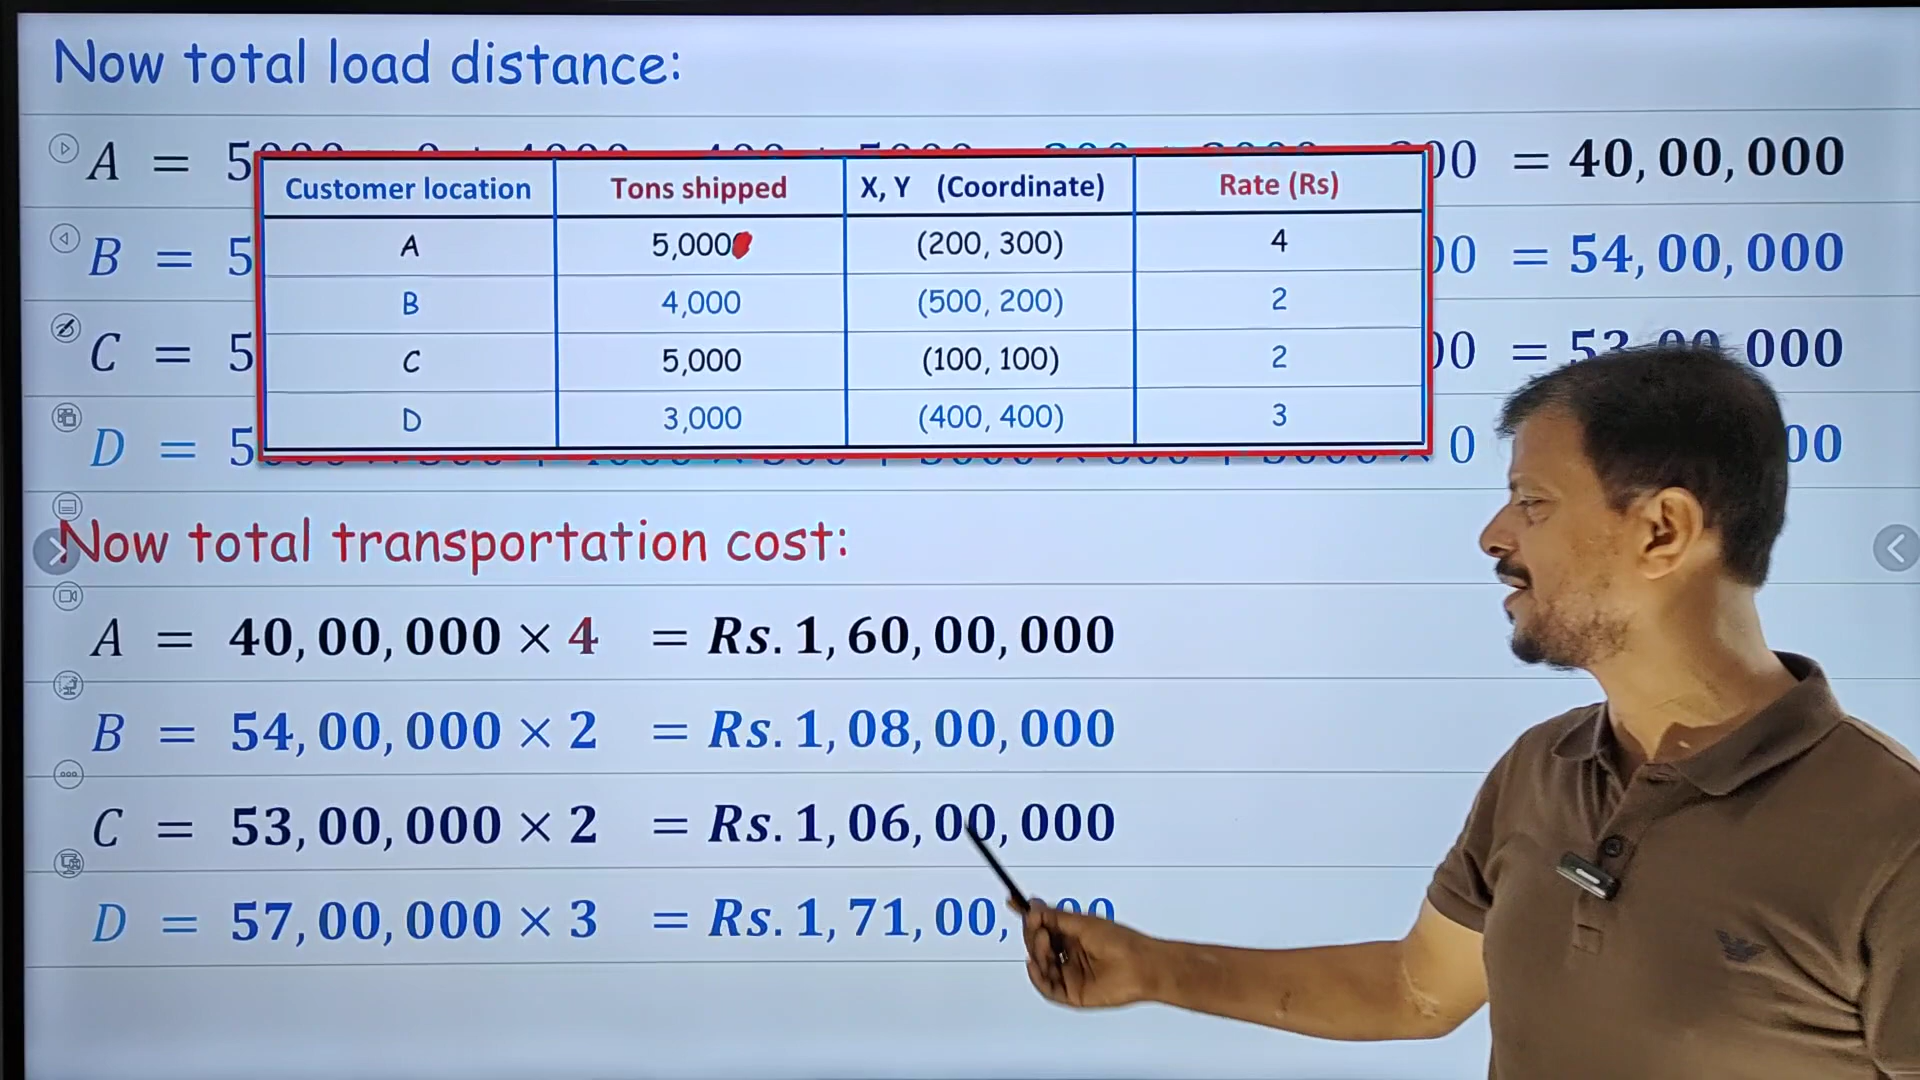 Now total load distance:
A = 5 00 = 40,00,000
B = 5 00 = 54,00,000
C = 5 00 = 53,00,000
D = 5 0 00
Customer location Tons shipped X, Y (Coordinate) Rate (Rs)
A 5,000 (200, 300) 4
B 4,000 (500, 200) 2
C 5,000 (100, 100) 2
D 3,000 (400, 400) 3
Now total transportation cost:
A = 40,00,000 × 4 = Rs. 1,60,00,000
B = 54,00,000 × 2 = Rs. 1,08,00,000
C = 53,00,000 × 2 = Rs. 1,06,00,000
D = 57,00,000 × 3 = Rs. 1,71,00,